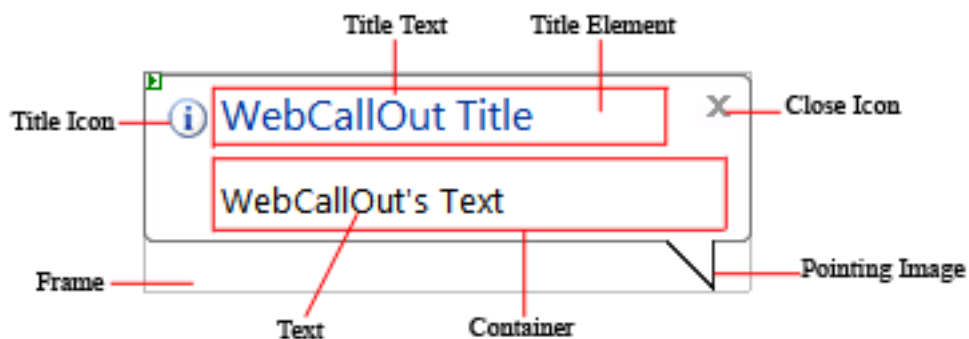 Title Text Title Element
Title Icon WebCallOut Title Close Icon
WebCallOut's Text
Frame Pointing Image
Text Container